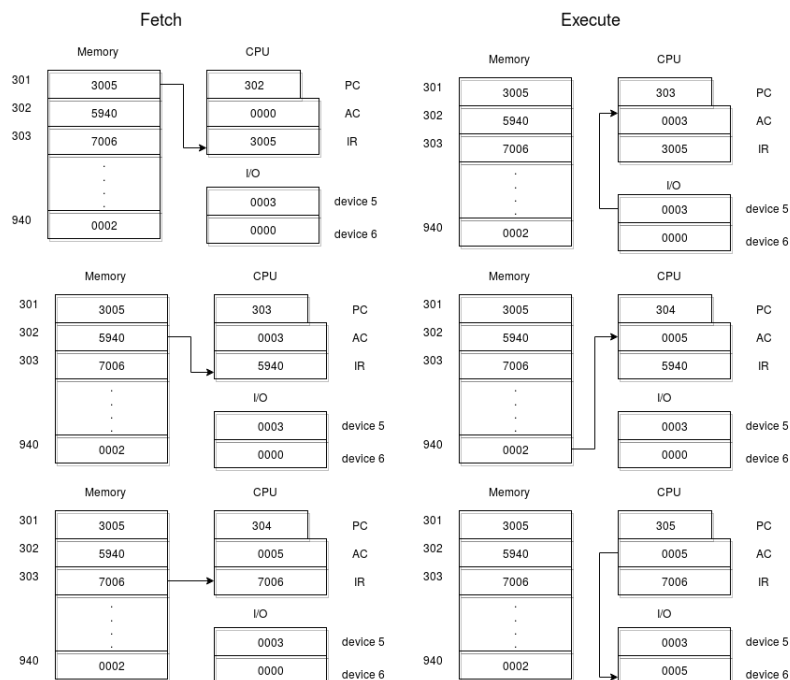 Fetch
Execute
Memory
CPU
301
3005
302
PC
302
5940
0000
AC
303
7006
3005
IR
.
.
.
.
I/O
0003
device 5
940
0002
0000
device 6
Memory
CPU
301
3005
303
PC
302
5940
0003
AC
303
7006
3005
IR
.
.
.
.
I/O
0003
device 5
940
0002
0000
device 6
Memory
CPU
301
3005
303
PC
302
5940
0003
AC
303
7006
5940
IR
.
.
.
.
I/O
0003
device 5
940
0002
0000
device 6
Memory
CPU
301
3005
304
PC
302
5940
0005
AC
303
7006
5940
IR
.
.
.
.
I/O
0003
device 5
940
0002
0000
device 6
Memory
CPU
301
3005
304
PC
302
5940
0005
AC
303
7006
7006
IR
.
.
.
.
I/O
0003
device 5
940
0002
0000
device 6
Memory
CPU
301
3005
305
PC
302
5940
0005
AC
303
7006
7006
IR
.
.
.
.
I/O
0003
device 5
940
0002
0005
device 6